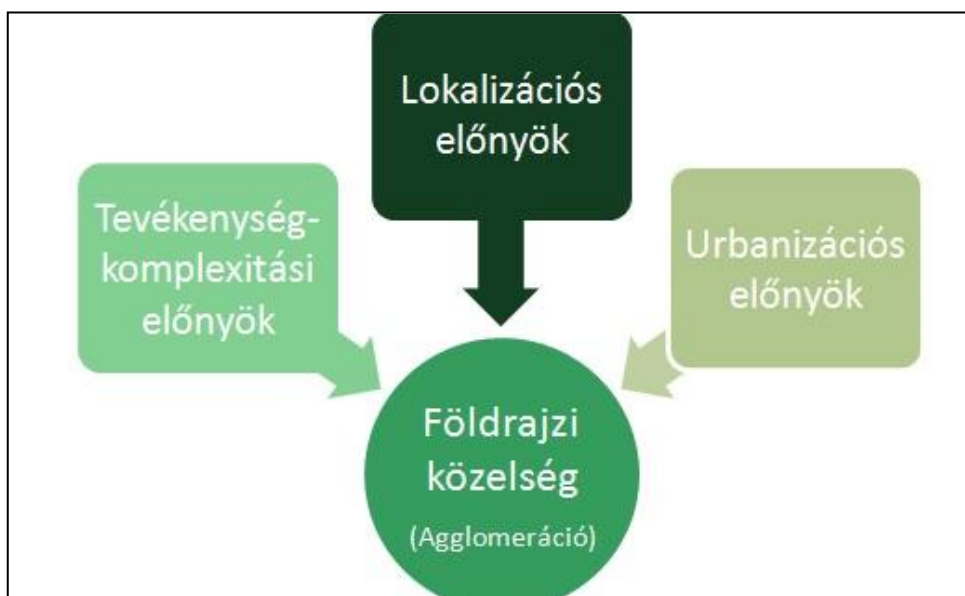 Lokalizációs
előnyök
Tevékenység-
komplexitási
előnyök
Urbanizációs
előnyök
Földrajzi
közelség
(Agglomeráció)